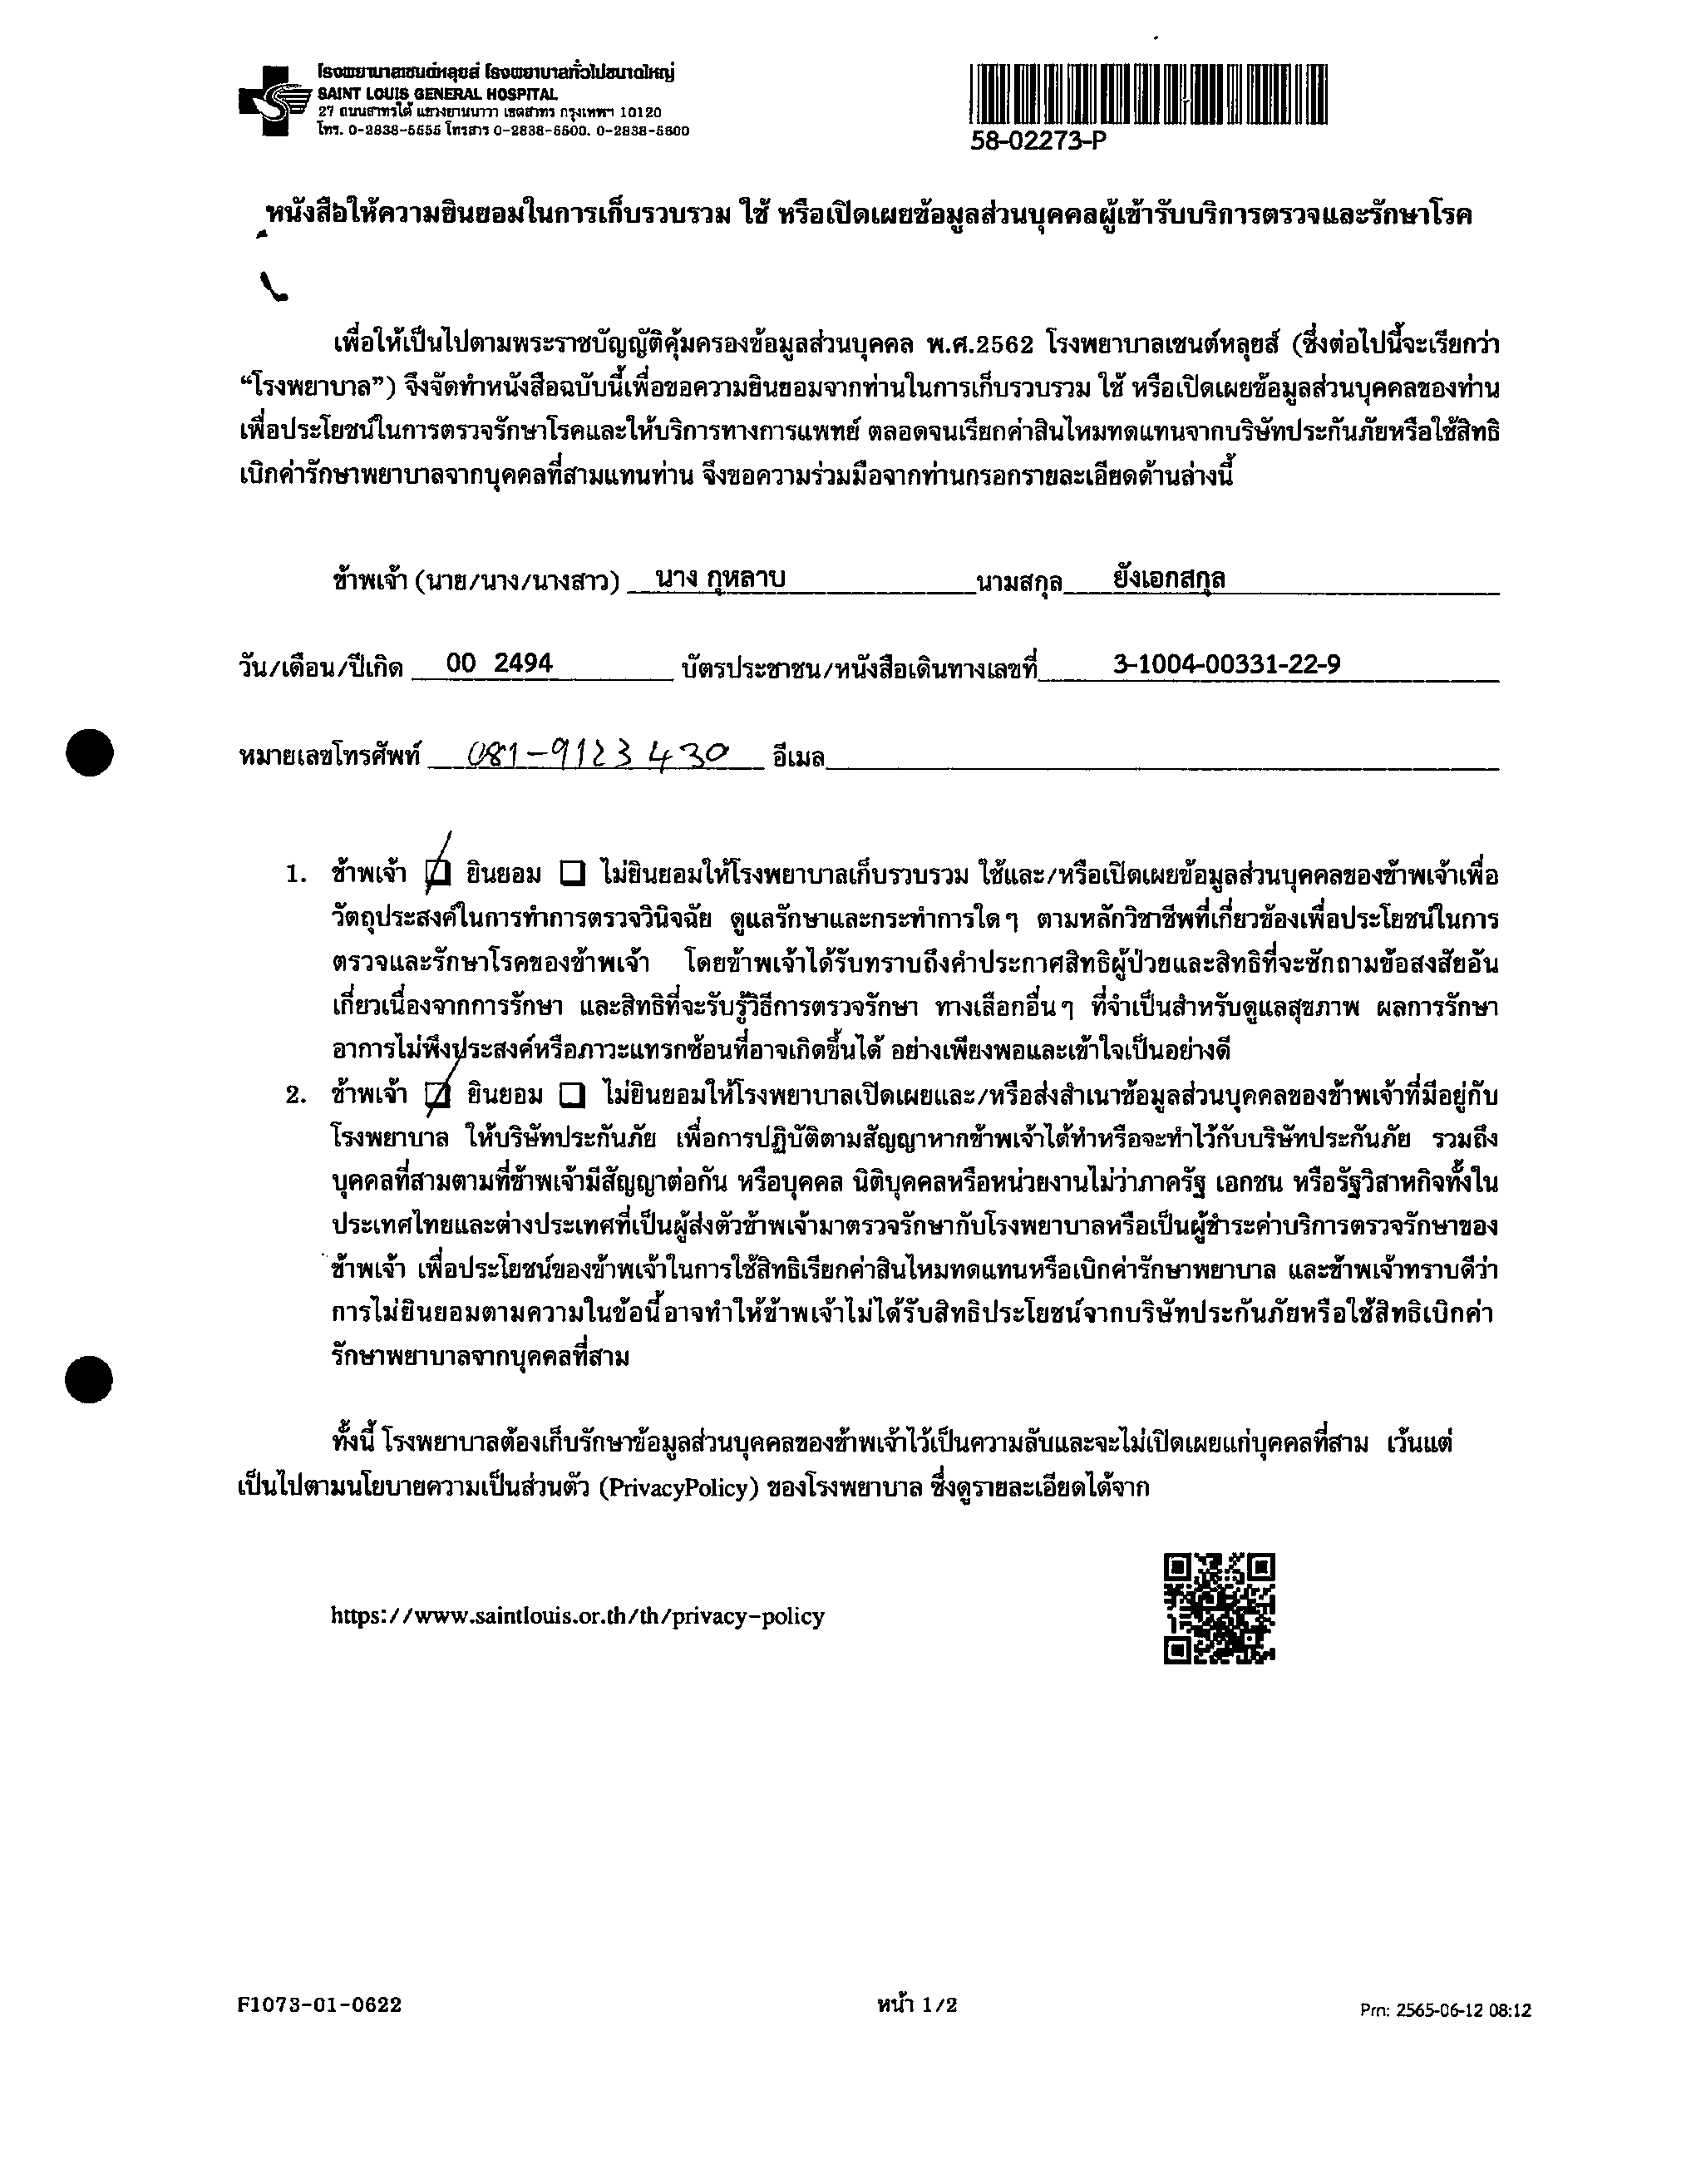 โรงพยาบาลเซนต์หลุยส์ โรงพยาบาลทั่วไปขนาดใหญ่
SAINT LOUIS GENERAL HOSPITAL
27 ถนนสาทรใต้ แขวงยานนาวา เขตสาทร กรุงเทพฯ 10120
โทร. 0-2838-5555 โทรสาร 0-2838-5500, 0-2838-5600
58-02273-P
หนังสือให้ความยินยอมในการเก็บรวบรวม ใช้ หรือเปิดเผยข้อมูลส่วนบุคคลผู้เข้ารับบริการตรวจและรักษาโรค
เพื่อให้เป็นไปตามพระราชบัญญัติคุ้มครองข้อมูลส่วนบุคคล พ.ศ.2562 โรงพยาบาลเซนต์หลุยส์ (ซึ่งต่อไปนี้จะเรียกว่า
“โรงพยาบาล”) จึงจัดทำหนังสือฉบับนี้เพื่อขอความยินยอมจากท่านในการเก็บรวบรวม ใช้ หรือเปิดเผยข้อมูลส่วนบุคคลของท่าน
เพื่อประโยชน์ในการตรวจรักษาโรคและให้บริการทางการแพทย์ ตลอดจนเรียกค่าสินไหมทดแทนจากบริษัทประกันภัยหรือใช้สิทธิ
เบิกค่ารักษาพยาบาลจากบุคคลที่สามแทนท่าน จึงขอความร่วมมือจากท่านกรอกรายละเอียดด้านล่างนี้
ข้าพเจ้า (นาย/นาง/นางสาว) นาง กุหลาบ นามสกุล ยังเอกสกุล
วัน/เดือน/ปีเกิด 00 2494 บัตรประชาชน/หนังสือเดินทางเลขที่ 3-1004-00331-22-9
หมายเลขโทรศัพท์ 081-9123430 อีเมล
1. ข้าพเจ้า ☑ ยินยอม ☐ ไม่ยินยอมให้โรงพยาบาลเก็บรวบรวม ใช้และ/หรือเปิดเผยข้อมูลส่วนบุคคลของข้าพเจ้าเพื่อ
วัตถุประสงค์ในการทำการตรวจวินิจฉัย ดูแลรักษาและกระทำการใดๆ ตามหลักวิชาชีพที่เกี่ยวข้องเพื่อประโยชน์ในการ
ตรวจและรักษาโรคของข้าพเจ้า โดยข้าพเจ้าได้รับทราบถึงคำประกาศสิทธิผู้ป่วยและสิทธิที่จะซักถามข้อสงสัยอัน
เกี่ยวเนื่องจากการรักษา และสิทธิที่จะรับรู้วิธีการตรวจรักษา ทางเลือกอื่นๆ ที่จำเป็นสำหรับดูแลสุขภาพ ผลการรักษา
อาการไม่พึงประสงค์หรือภาวะแทรกซ้อนที่อาจเกิดขึ้นได้ อย่างเพียงพอและเข้าใจเป็นอย่างดี
2. ข้าพเจ้า ☑ ยินยอม ☐ ไม่ยินยอมให้โรงพยาบาลเปิดเผยและ/หรือส่งสำเนาข้อมูลส่วนบุคคลของข้าพเจ้าที่มีอยู่กับ
โรงพยาบาล ให้บริษัทประกันภัย เพื่อการปฏิบัติตามสัญญาหากข้าพเจ้าได้ทำหรือจะทำไว้กับบริษัทประกันภัย รวมถึง
บุคคลที่สามตามที่ข้าพเจ้ามีสัญญาต่อกัน หรือบุคคล นิติบุคคลหรือหน่วยงานไม่ว่าภาครัฐ เอกชน หรือรัฐวิสาหกิจทั้งใน
ประเทศไทยและต่างประเทศที่เป็นผู้ส่งตัวข้าพเจ้ามาตรวจรักษากับโรงพยาบาลหรือเป็นผู้ชำระค่าบริการตรวจรักษาของ
ข้าพเจ้า เพื่อประโยชน์ของข้าพเจ้าในการใช้สิทธิเรียกค่าสินไหมทดแทนหรือเบิกค่ารักษาพยาบาล และข้าพเจ้าทราบดีว่า
การไม่ยินยอมตามความในข้อนี้อาจทำให้ข้าพเจ้าไม่ได้รับสิทธิประโยชน์จากบริษัทประกันภัยหรือใช้สิทธิเบิกค่า
รักษาพยาบาลจากบุคคลที่สาม
ทั้งนี้ โรงพยาบาลต้องเก็บรักษาข้อมูลส่วนบุคคลของข้าพเจ้าไว้เป็นความลับและจะไม่เปิดเผยแก่บุคคลที่สาม เว้นแต่
เป็นไปตามนโยบายความเป็นส่วนตัว (PrivacyPolicy) ของโรงพยาบาล ซึ่งดูรายละเอียดได้จาก
https://www.saintlouis.or.th/th/privacy-policy
F1073-01-0622
หน้า 1/2
Prn: 2565-06-12 08:12